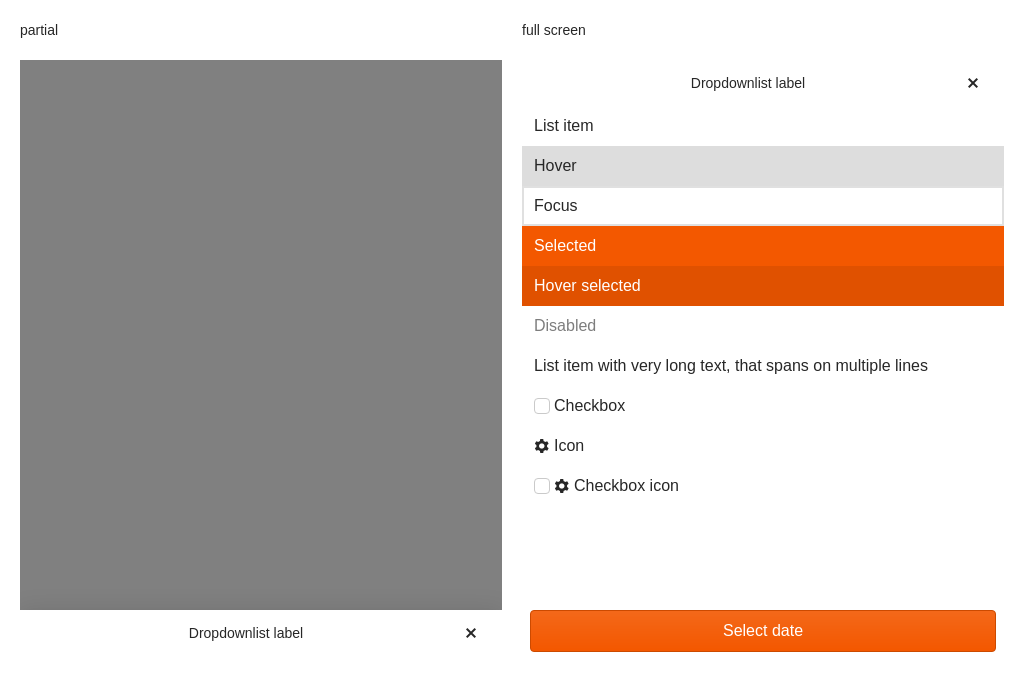 partial
Dropdownlist label
full screen
Dropdownlist label
List item
Hover
Focus
Selected
Hover selected
Disabled
List item with very long text, that spans on multiple lines
Checkbox
Icon
Checkbox icon
Select date